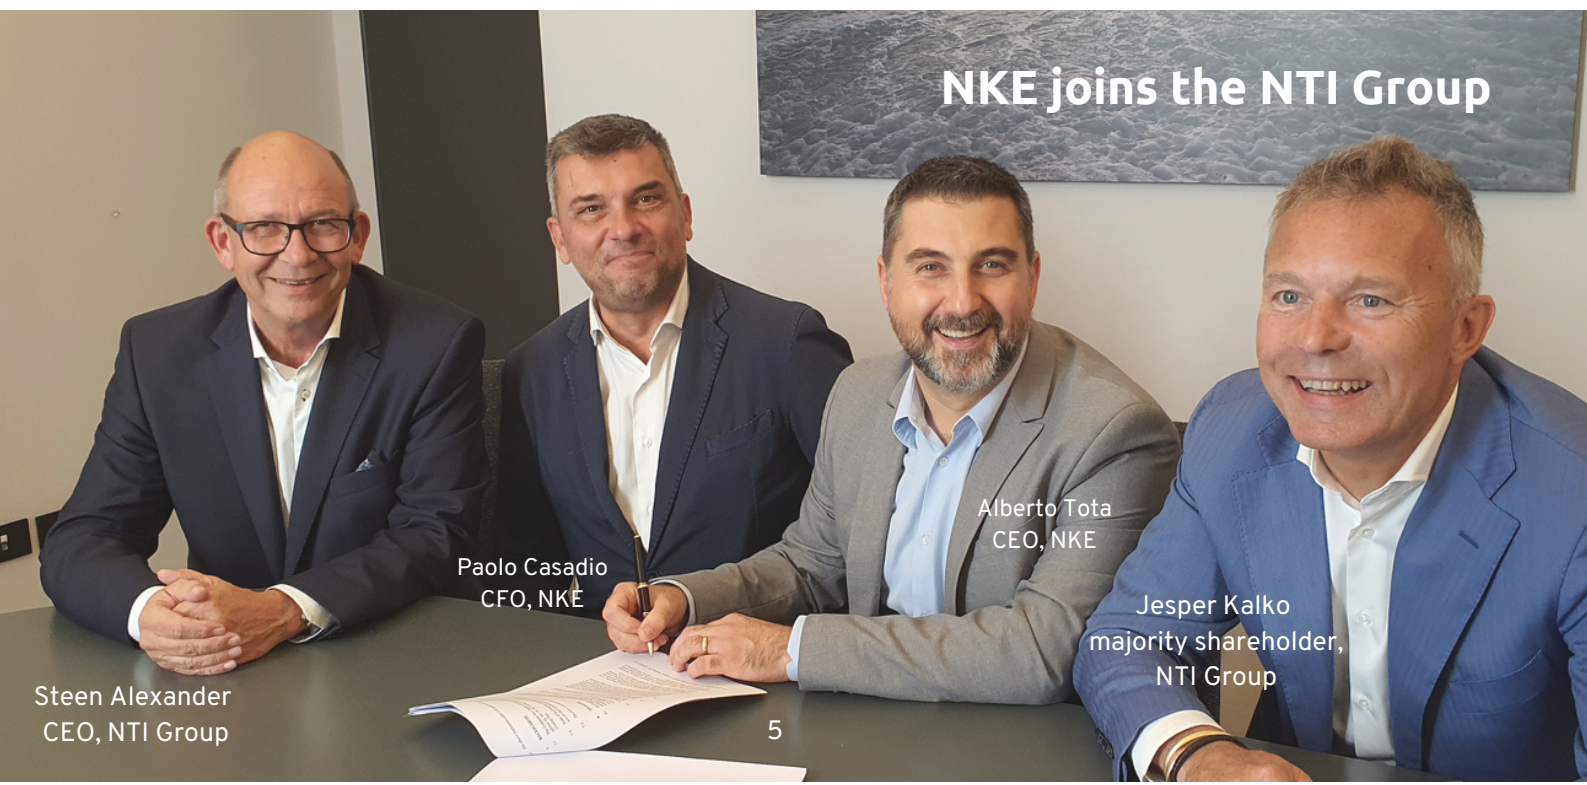 NKE joins the NTI Group
Alberto Tota
CEO, NKE
Paolo Casadio
CFO, NKE
Jesper Kalko
majority shareholder,
NTI Group
Steen Alexander
CEO, NTI Group
5